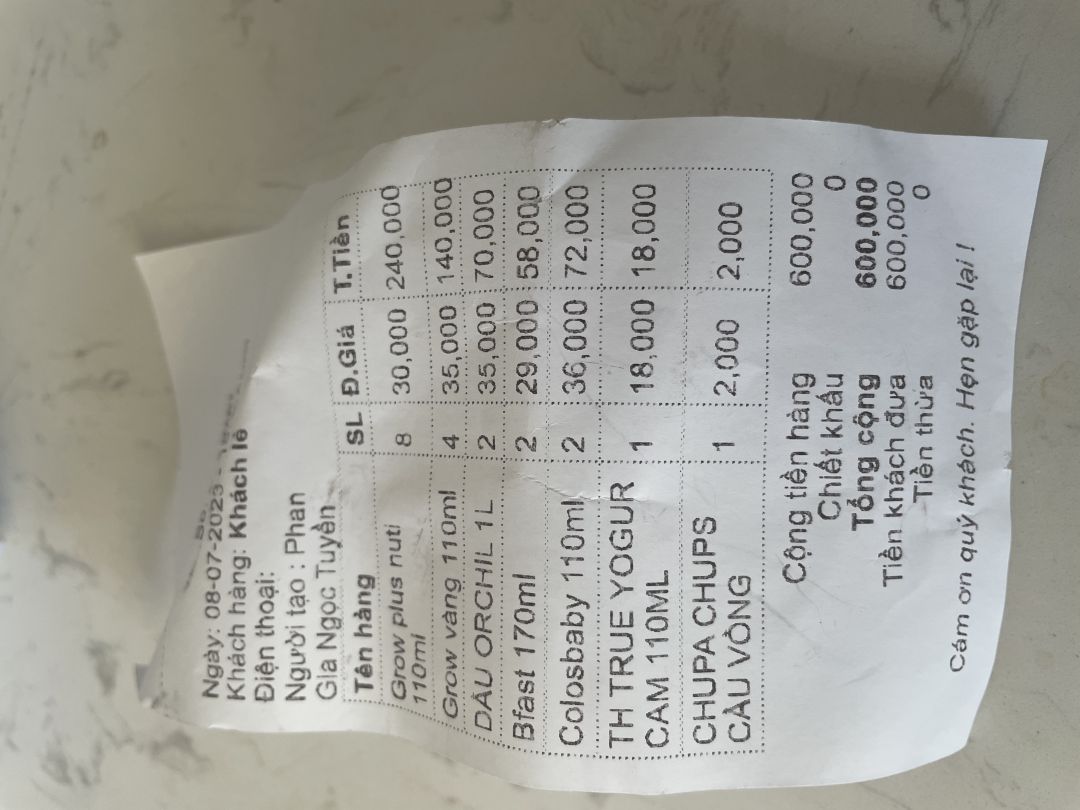 Ngày: 08-07-2023 -
Khách hàng: Khách lẻ
Điện thoại:
Người tạo : Phan
Gia Ngọc Tuyền
Tên hàng SL Đ.Giá T.Tiền
Grow plus nuti 8 30,000 240,000
110ml
Grow vàng 110ml 4 35,000 140,000
DẦU ORCHIL 1L 2 35,000 70,000
Bfast 170ml 2 29,000 58,000
Colosbaby 110ml 2 36,000 72,000
TH TRUE YOGUR 1 18,000 18,000
CAM 110ML
CHUPA CHUPS 1 2,000 2,000
CẦU VÒNG
Cộng tiền hàng 600,000
Chiết khấu 0
Tổng cộng 600,000
Tiền khách đưa 600,000
Tiền thừa 0
Cám ơn quý khách. Hẹn gặp lại !